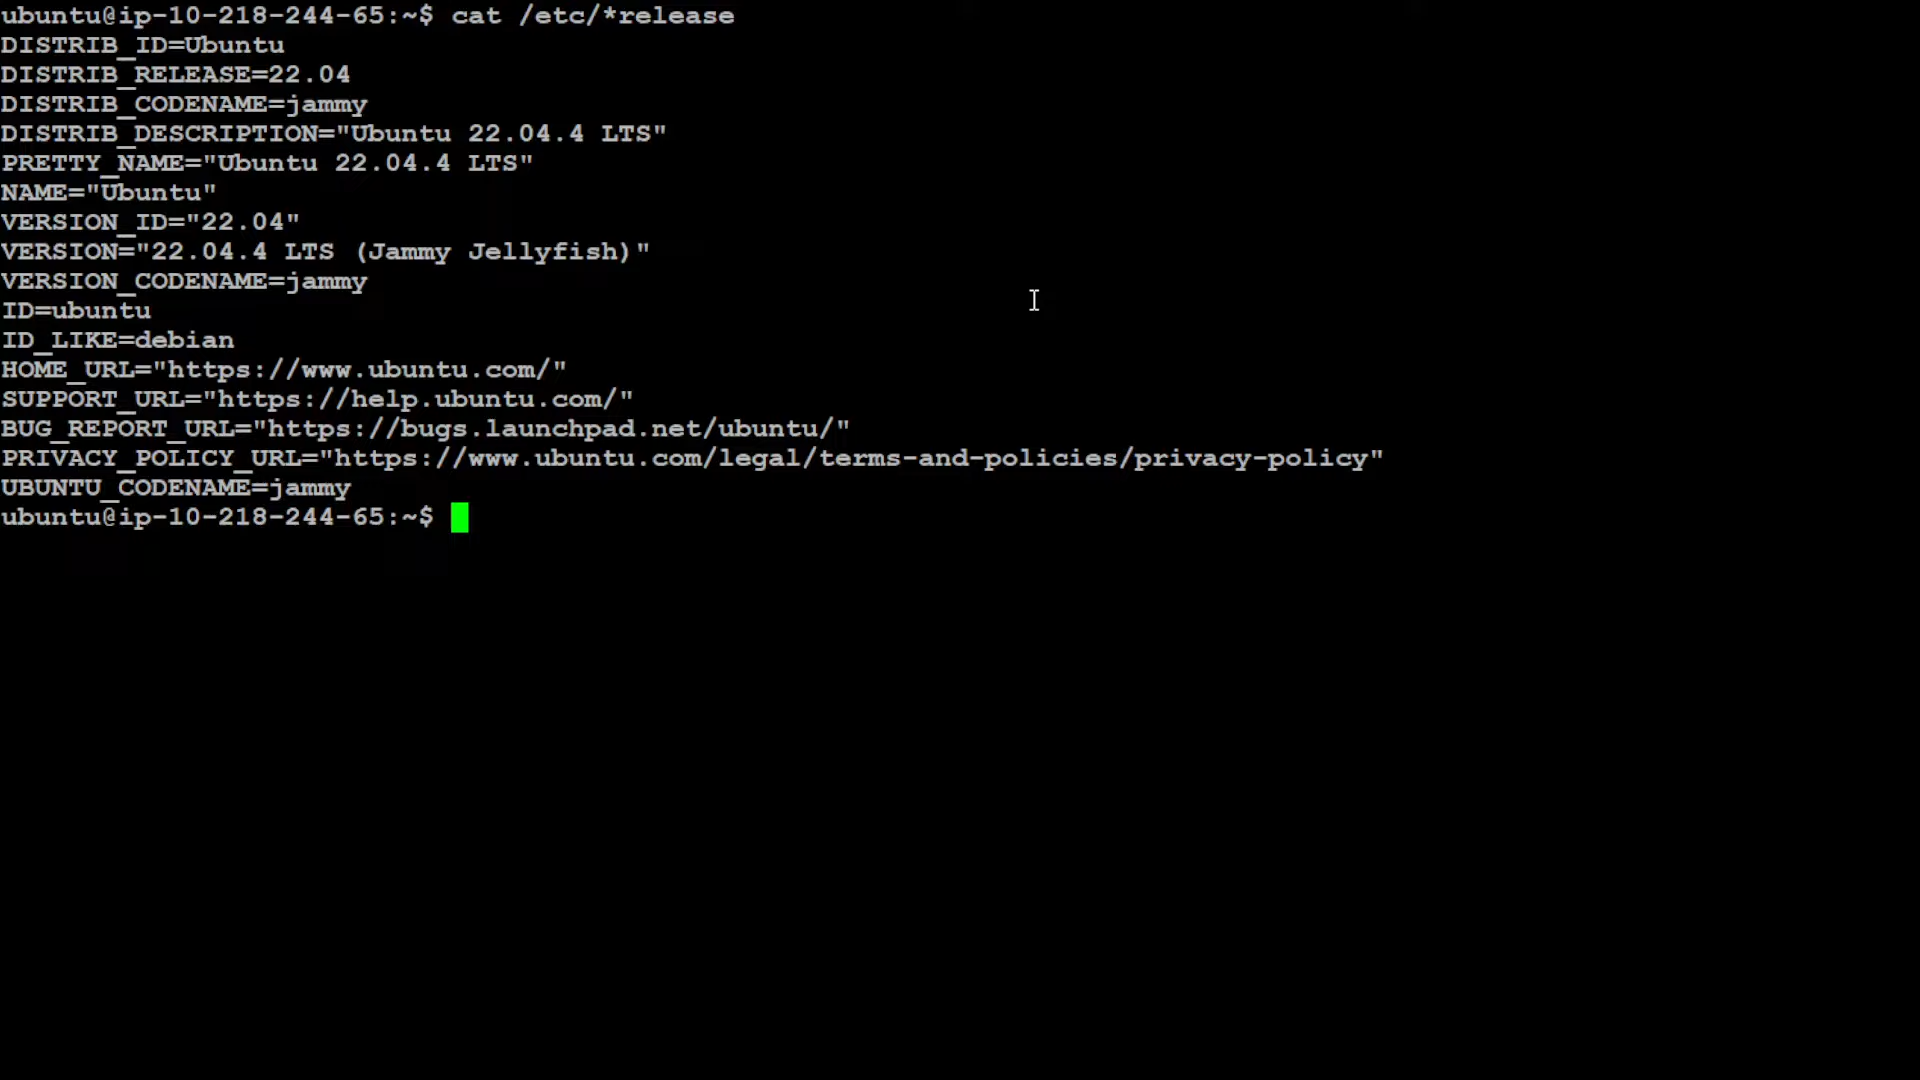 ubuntu@ip-10-218-244-65:~$ cat /etc/*release
DISTRIB_ID=Ubuntu
DISTRIB_RELEASE=22.04
DISTRIB_CODENAME=jammy
DISTRIB_DESCRIPTION="Ubuntu 22.04.4 LTS"
PRETTY_NAME="Ubuntu 22.04.4 LTS"
NAME="Ubuntu"
VERSION_ID="22.04"
VERSION="22.04.4 LTS (Jammy Jellyfish)"
VERSION_CODENAME=jammy
ID=ubuntu
ID_LIKE=debian
HOME_URL="https://www.ubuntu.com/"
SUPPORT_URL="https://help.ubuntu.com/"
BUG_REPORT_URL="https://bugs.launchpad.net/ubuntu/"
PRIVACY_POLICY_URL="https://www.ubuntu.com/legal/terms-and-policies/privacy-policy"
UBUNTU_CODENAME=jammy
ubuntu@ip-10-218-244-65:~$